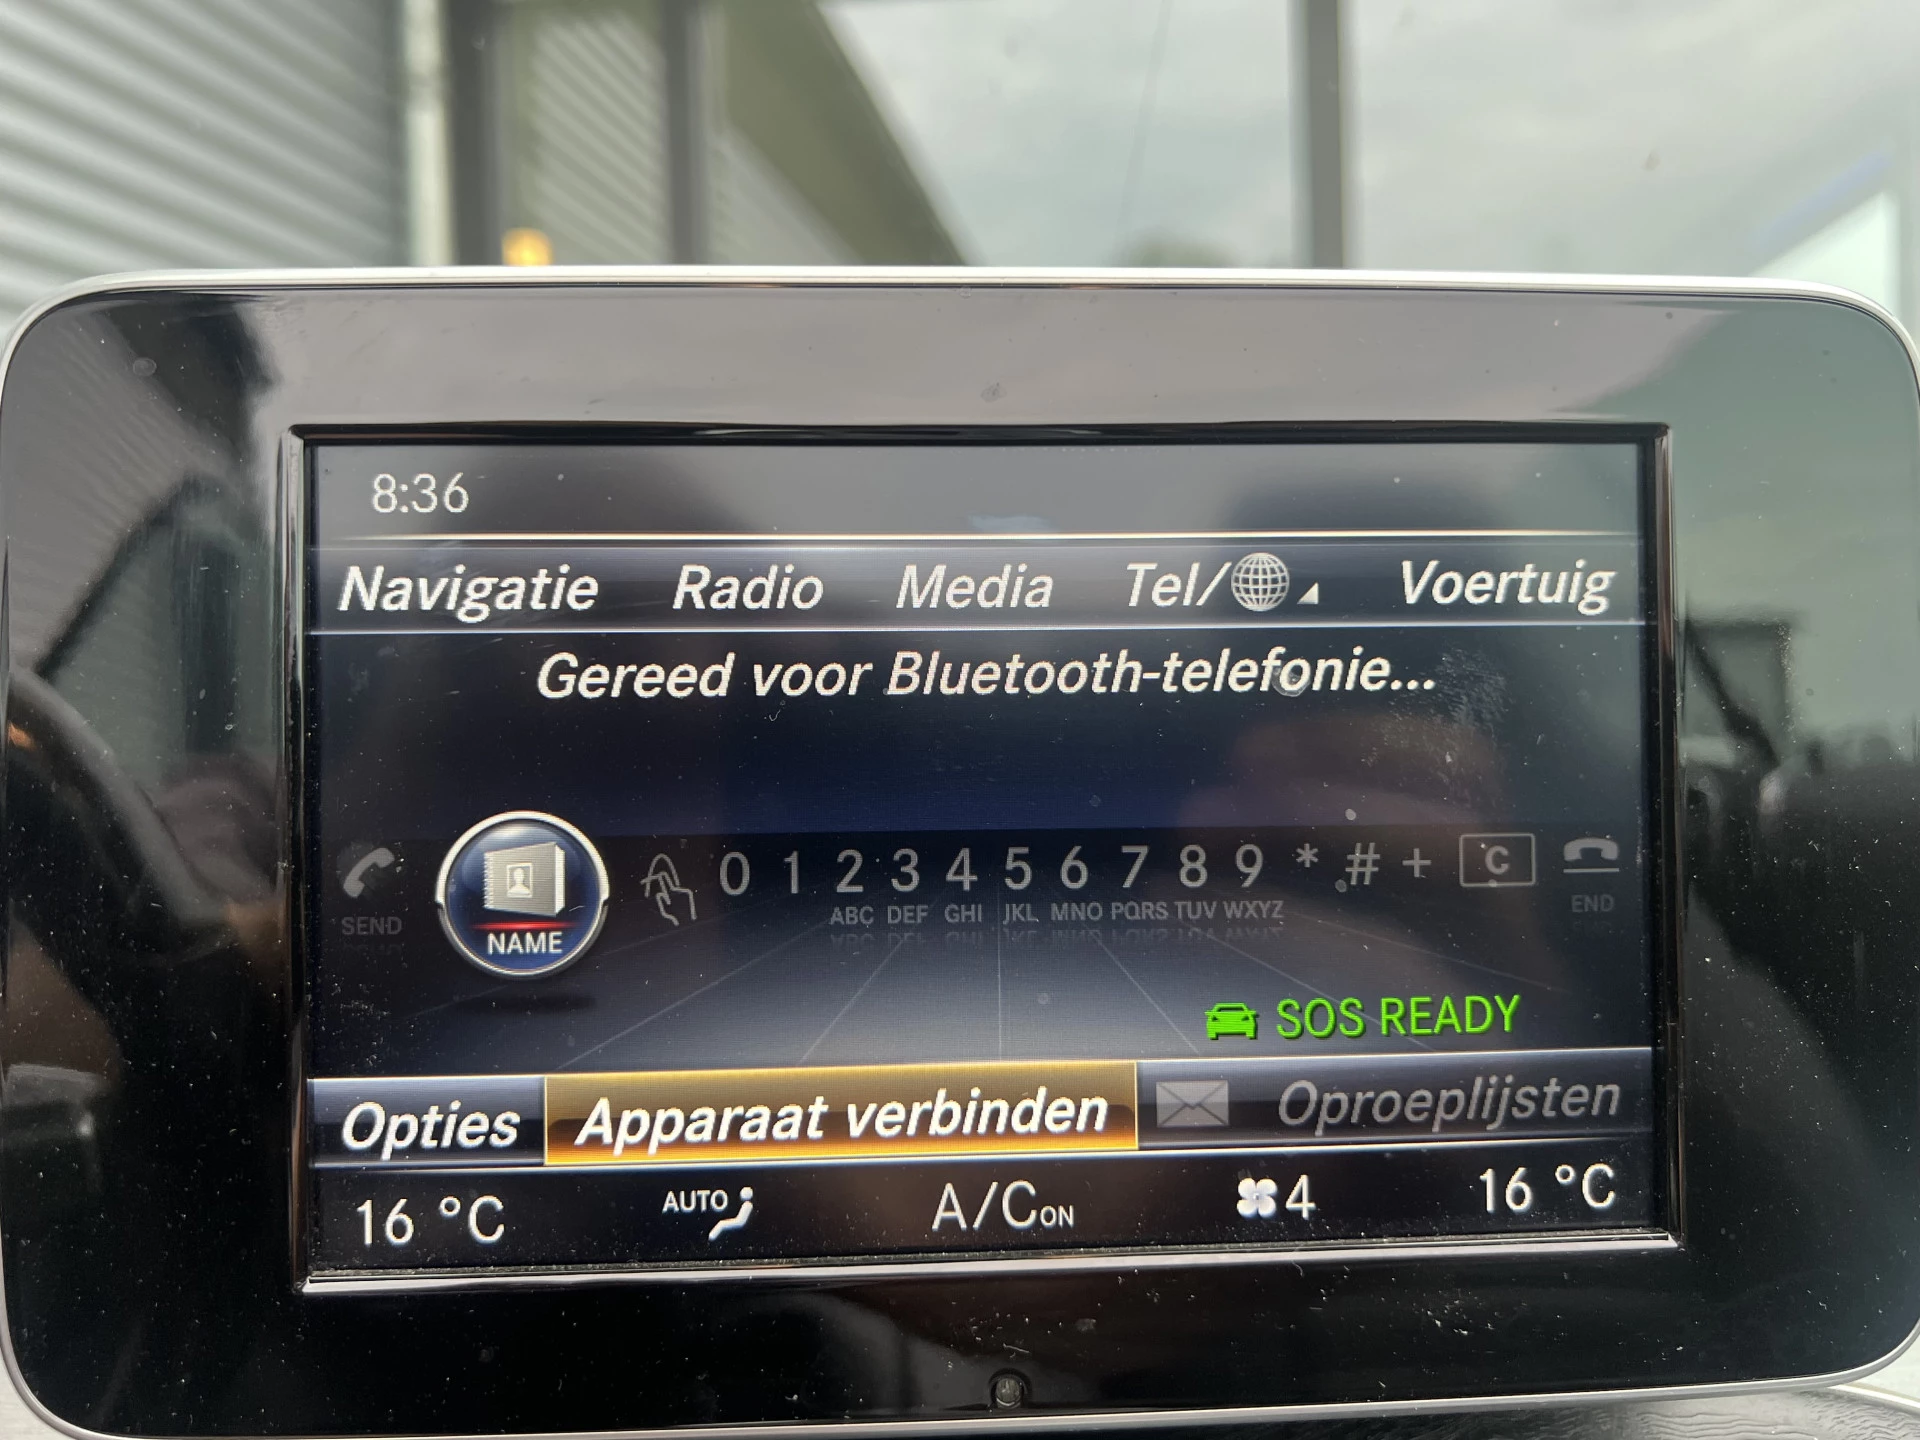 8:36
Navigatie Radio Media Tel/ Voertuig
Gereed voor Bluetooth-telefonie...
0 1 2 3 4 5 6 7 8 9 * # + C
SEND NAME ABC DEF GHI JKL MNO PQRS TUV WXYZ END
SOS READY
Opties Apparaat verbinden Oproeplijsten
16 °C AUTO A/C ON 4 16 °C